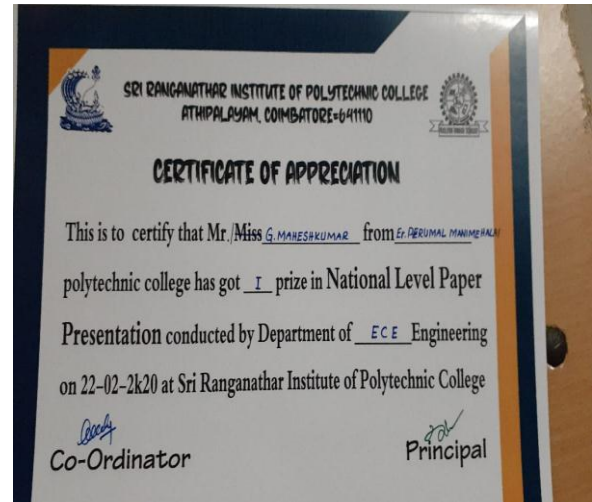 SRI RANGANATHAR INSTITUTE OF POLYTECHNIC COLLEGE
ATHIPALAYAM, COIMBATORE-641110
CERTIFICATE OF APPRECIATION
This is to certify that Mr./Miss G. MAHESHKUMAR from Er. PERUMAL MANIMEHALAI
polytechnic college has got I prize in National Level Paper
Presentation conducted by Department of ECE Engineering
on 22-02-2k20 at Sri Ranganathar Institute of Polytechnic College
Co-Ordinator
Principal